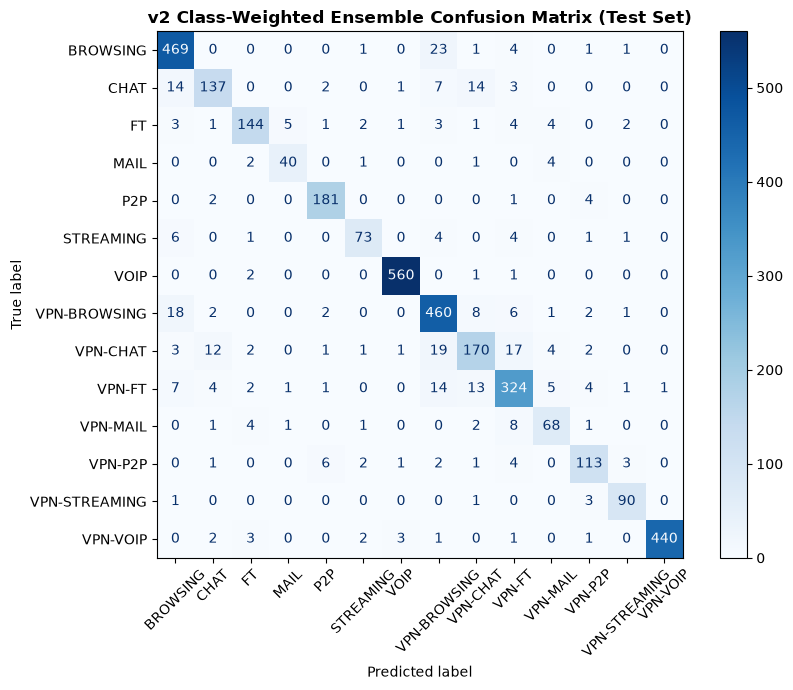 v2 Class-Weighted Ensemble Confusion Matrix (Test Set)
BROWSING 469 0 0 0 0 1 0 23 1 4 0 1 1 0
CHAT 14 137 0 0 2 0 1 7 14 3 0 0 0 0
FT 3 1 144 5 1 2 1 3 1 4 4 0 2 0
MAIL 0 0 2 40 0 1 0 0 1 0 4 0 0 0
P2P 0 2 0 0 181 0 0 0 0 1 0 4 0 0
STREAMING 6 0 1 0 0 73 0 4 0 4 0 1 1 0
VOIP 0 0 2 0 0 0 560 0 1 1 0 0 0 0
VPN-BROWSING 18 2 0 0 2 0 0 460 8 6 1 2 1 0
VPN-CHAT 3 12 2 0 1 1 1 19 170 17 4 2 0 0
VPN-FT 7 4 2 1 1 0 0 14 13 324 5 4 1 1
VPN-MAIL 0 1 4 1 0 1 0 0 2 8 68 1 0 0
VPN-P2P 0 1 0 0 6 2 1 2 1 4 0 113 3 0
VPN-STREAMING 1 0 0 0 0 0 0 0 1 0 0 3 90 0
VPN-VOIP 0 2 3 0 0 2 3 1 0 1 0 1 0 440
BROWSING CHAT FT MAIL P2P STREAMING VOIP VPN-BROWSING VPN-CHAT VPN-FT VPN-MAIL VPN-P2P VPN-STREAMING VPN-VOIP
Predicted label
True label
500
400
300
200
100
0